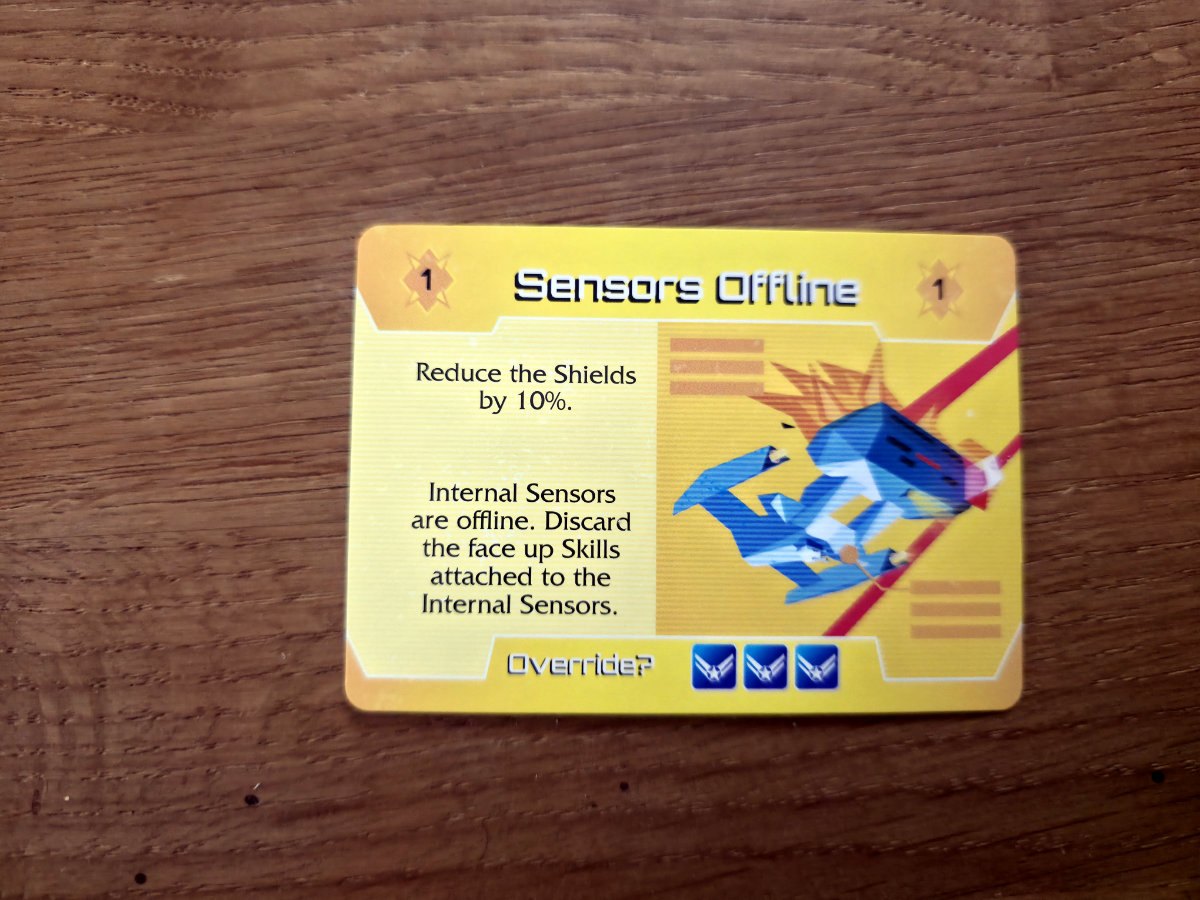 1
Sensors Offline
1
Reduce the Shields
by 10%.
Internal Sensors
are offline. Discard
the face up Skills
attached to the
Internal Sensors.
Override?